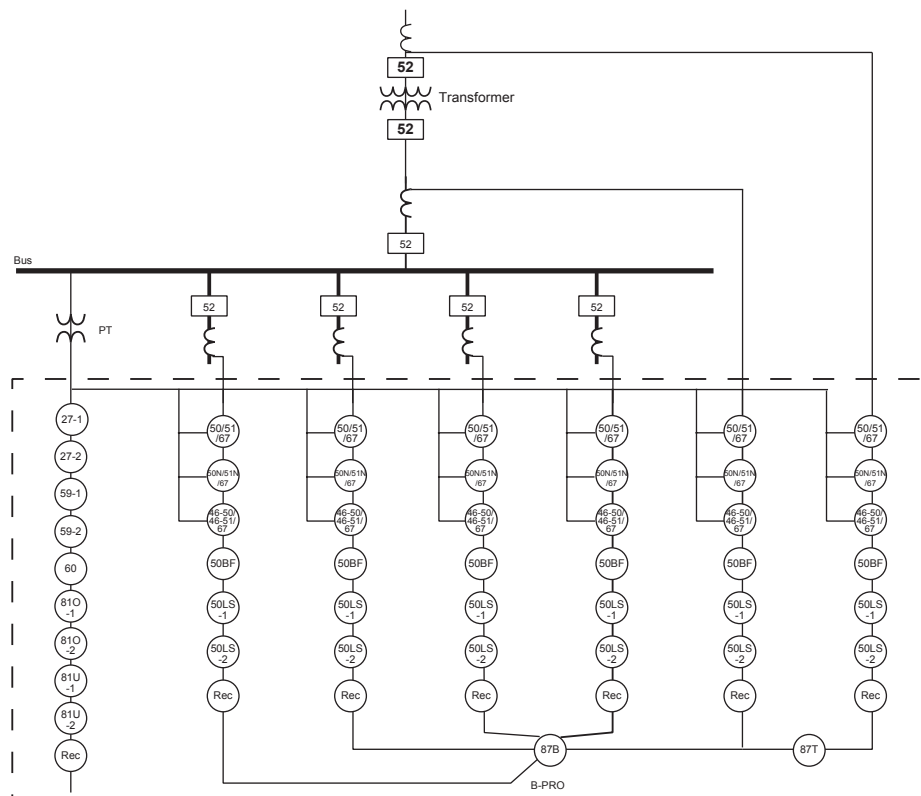 52
Transformer
52
52
Bus
52
52
52
52
PT
27-1
27-2
59-1
59-2
60
81O
-1
81O
-2
81U
-1
81U
-2
Rec
50/51
/67
50N/51N
/67
46-50/
46-51/
67
50BF
50LS
-1
50LS
-2
Rec
50/51
/67
50N/51N
/67
46-50/
46-51/
67
50BF
50LS
-1
50LS
-2
Rec
50/51
/67
50N/51N
/67
46-50/
46-51/
67
50BF
50LS
-1
50LS
-2
Rec
50/51
/67
50N/51N
/67
46-50/
46-51/
67
50BF
50LS
-1
50LS
-2
Rec
50/51
/67
50N/51N
/67
46-50/
46-51/
67
50BF
50LS
-1
50LS
-2
Rec
50/51
/67
50N/51N
/67
46-50/
46-51/
67
50BF
50LS
-1
50LS
-2
Rec
87B
87T
B-PRO